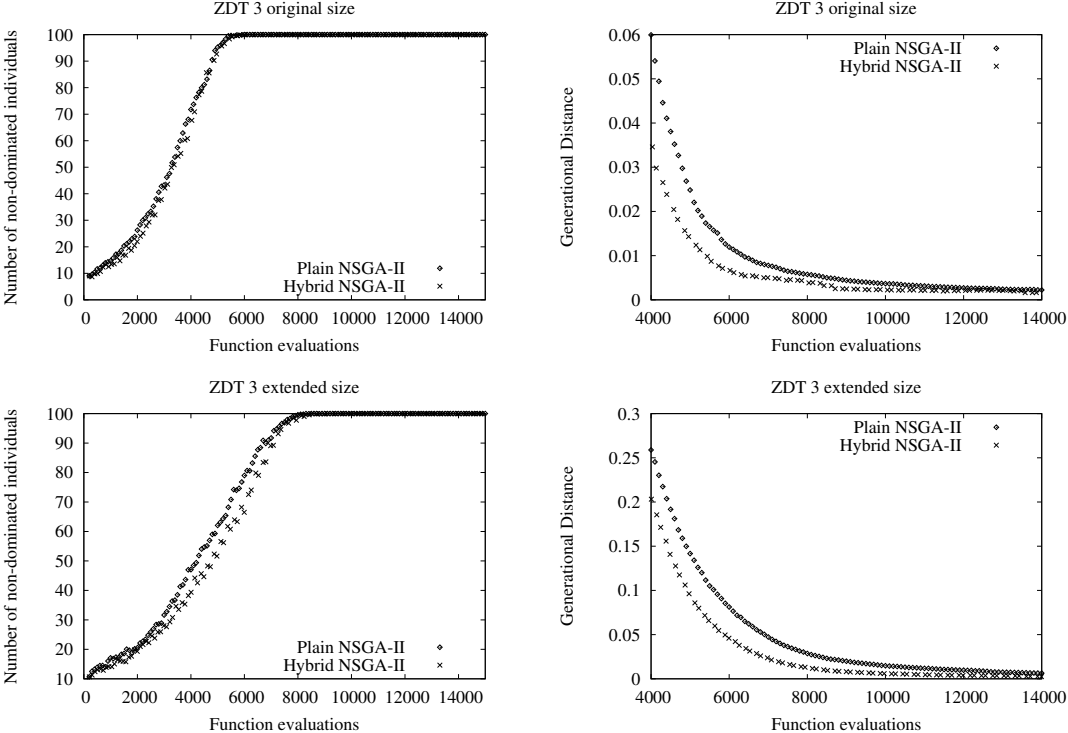 ZDT 3 original size
Number of non-dominated individuals
100
90
80
70
60
50
40
30
20
10
0
Plain NSGA-II
Hybrid NSGA-II
0 2000 4000 6000 8000 10000 12000 14000
Function evaluations
ZDT 3 original size
Generational Distance
0.06
0.05
0.04
0.03
0.02
0.01
0
Plain NSGA-II
Hybrid NSGA-II
4000 6000 8000 10000 12000 14000
Function evaluations
ZDT 3 extended size
Number of non-dominated individuals
100
90
80
70
60
50
40
30
20
10
Plain NSGA-II
Hybrid NSGA-II
0 2000 4000 6000 8000 10000 12000 14000
Function evaluations
ZDT 3 extended size
Generational Distance
0.3
0.25
0.2
0.15
0.1
0.05
0
Plain NSGA-II
Hybrid NSGA-II
4000 6000 8000 10000 12000 14000
Function evaluations